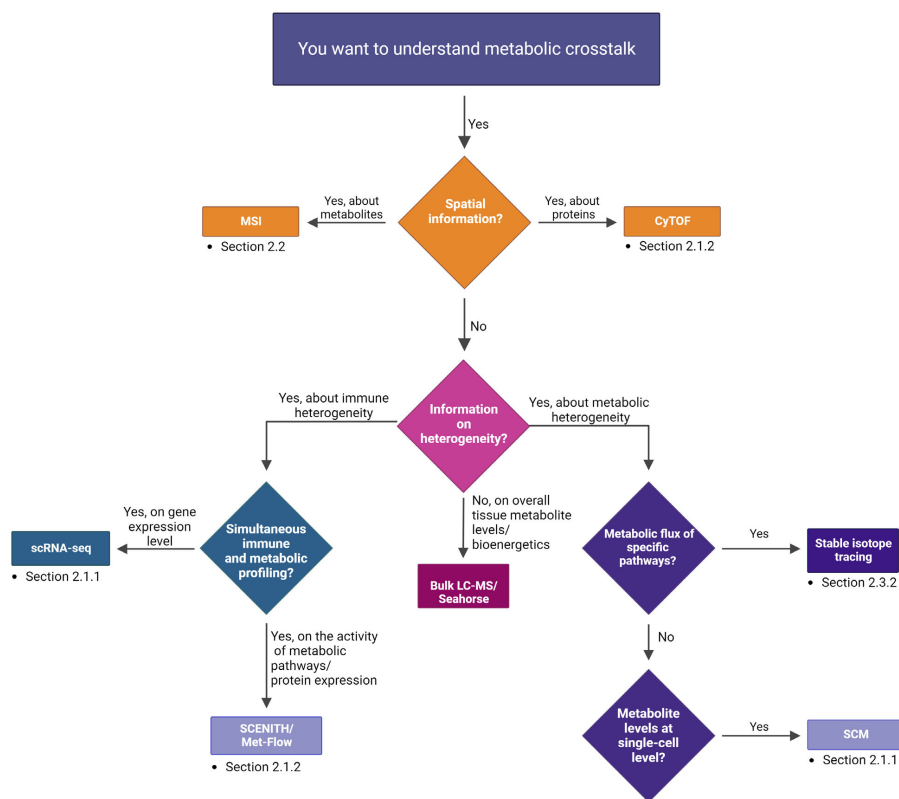 You want to understand metabolic crosstalk
Yes
Yes, about
metabolites
Spatial
information?
Yes, about
proteins
MSI
• Section 2.2
CyTOF
• Section 2.1.2
No
Yes, about immune
heterogeneity
Information
on
heterogeneity?
Yes, about metabolic
heterogeneity
Yes, on gene
expression
level
scRNA-seq
• Section 2.1.1
Simultaneous
immune
and metabolic
profiling?
No, on overall
tissue metabolite
levels/
bioenergetics
Bulk LC-MS/
Seahorse
Metabolic flux of
specific
pathways?
Yes
Stable isotope
tracing
• Section 2.3.2
Yes, on the activity
of metabolic
pathways/
protein expression
SCENITH/
Met-Flow
• Section 2.1.2
No
Metabolite
levels at
single-cell
level?
Yes
SCM
• Section 2.1.1